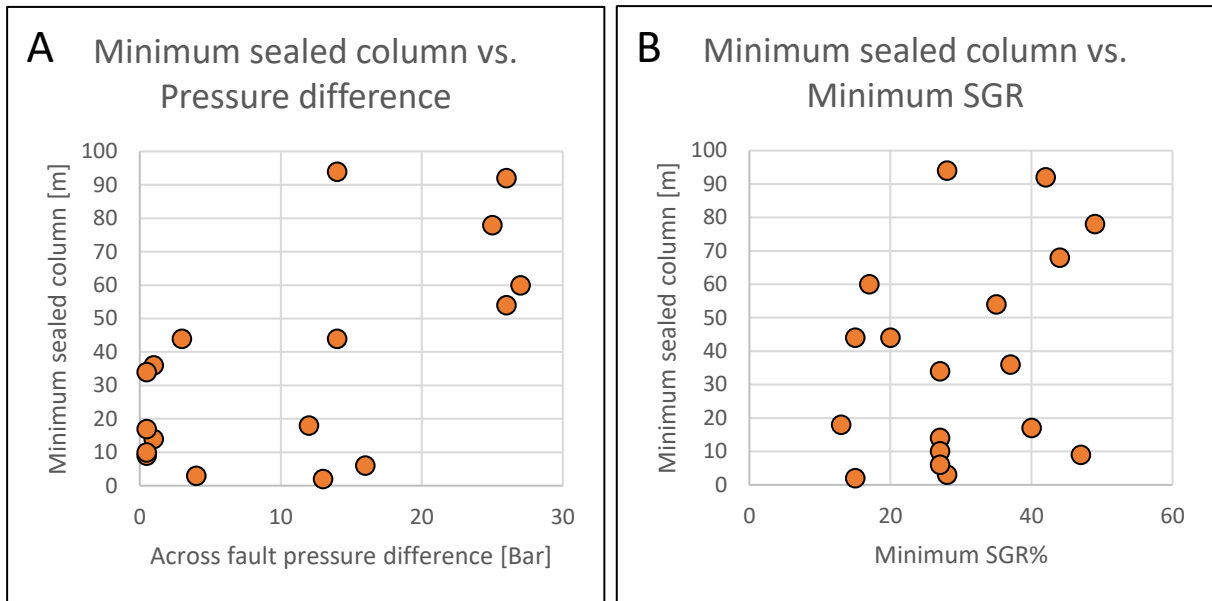 A
Minimum sealed column vs.
Pressure difference
Minimum sealed column [m]
100
90
80
70
60
50
40
30
20
10
0
0 10 20 30
Across fault pressure difference [Bar]
B
Minimum sealed column vs.
Minimum SGR
Minimum sealed column [m]
100
90
80
70
60
50
40
30
20
10
0
0 20 40 60
Minimum SGR%